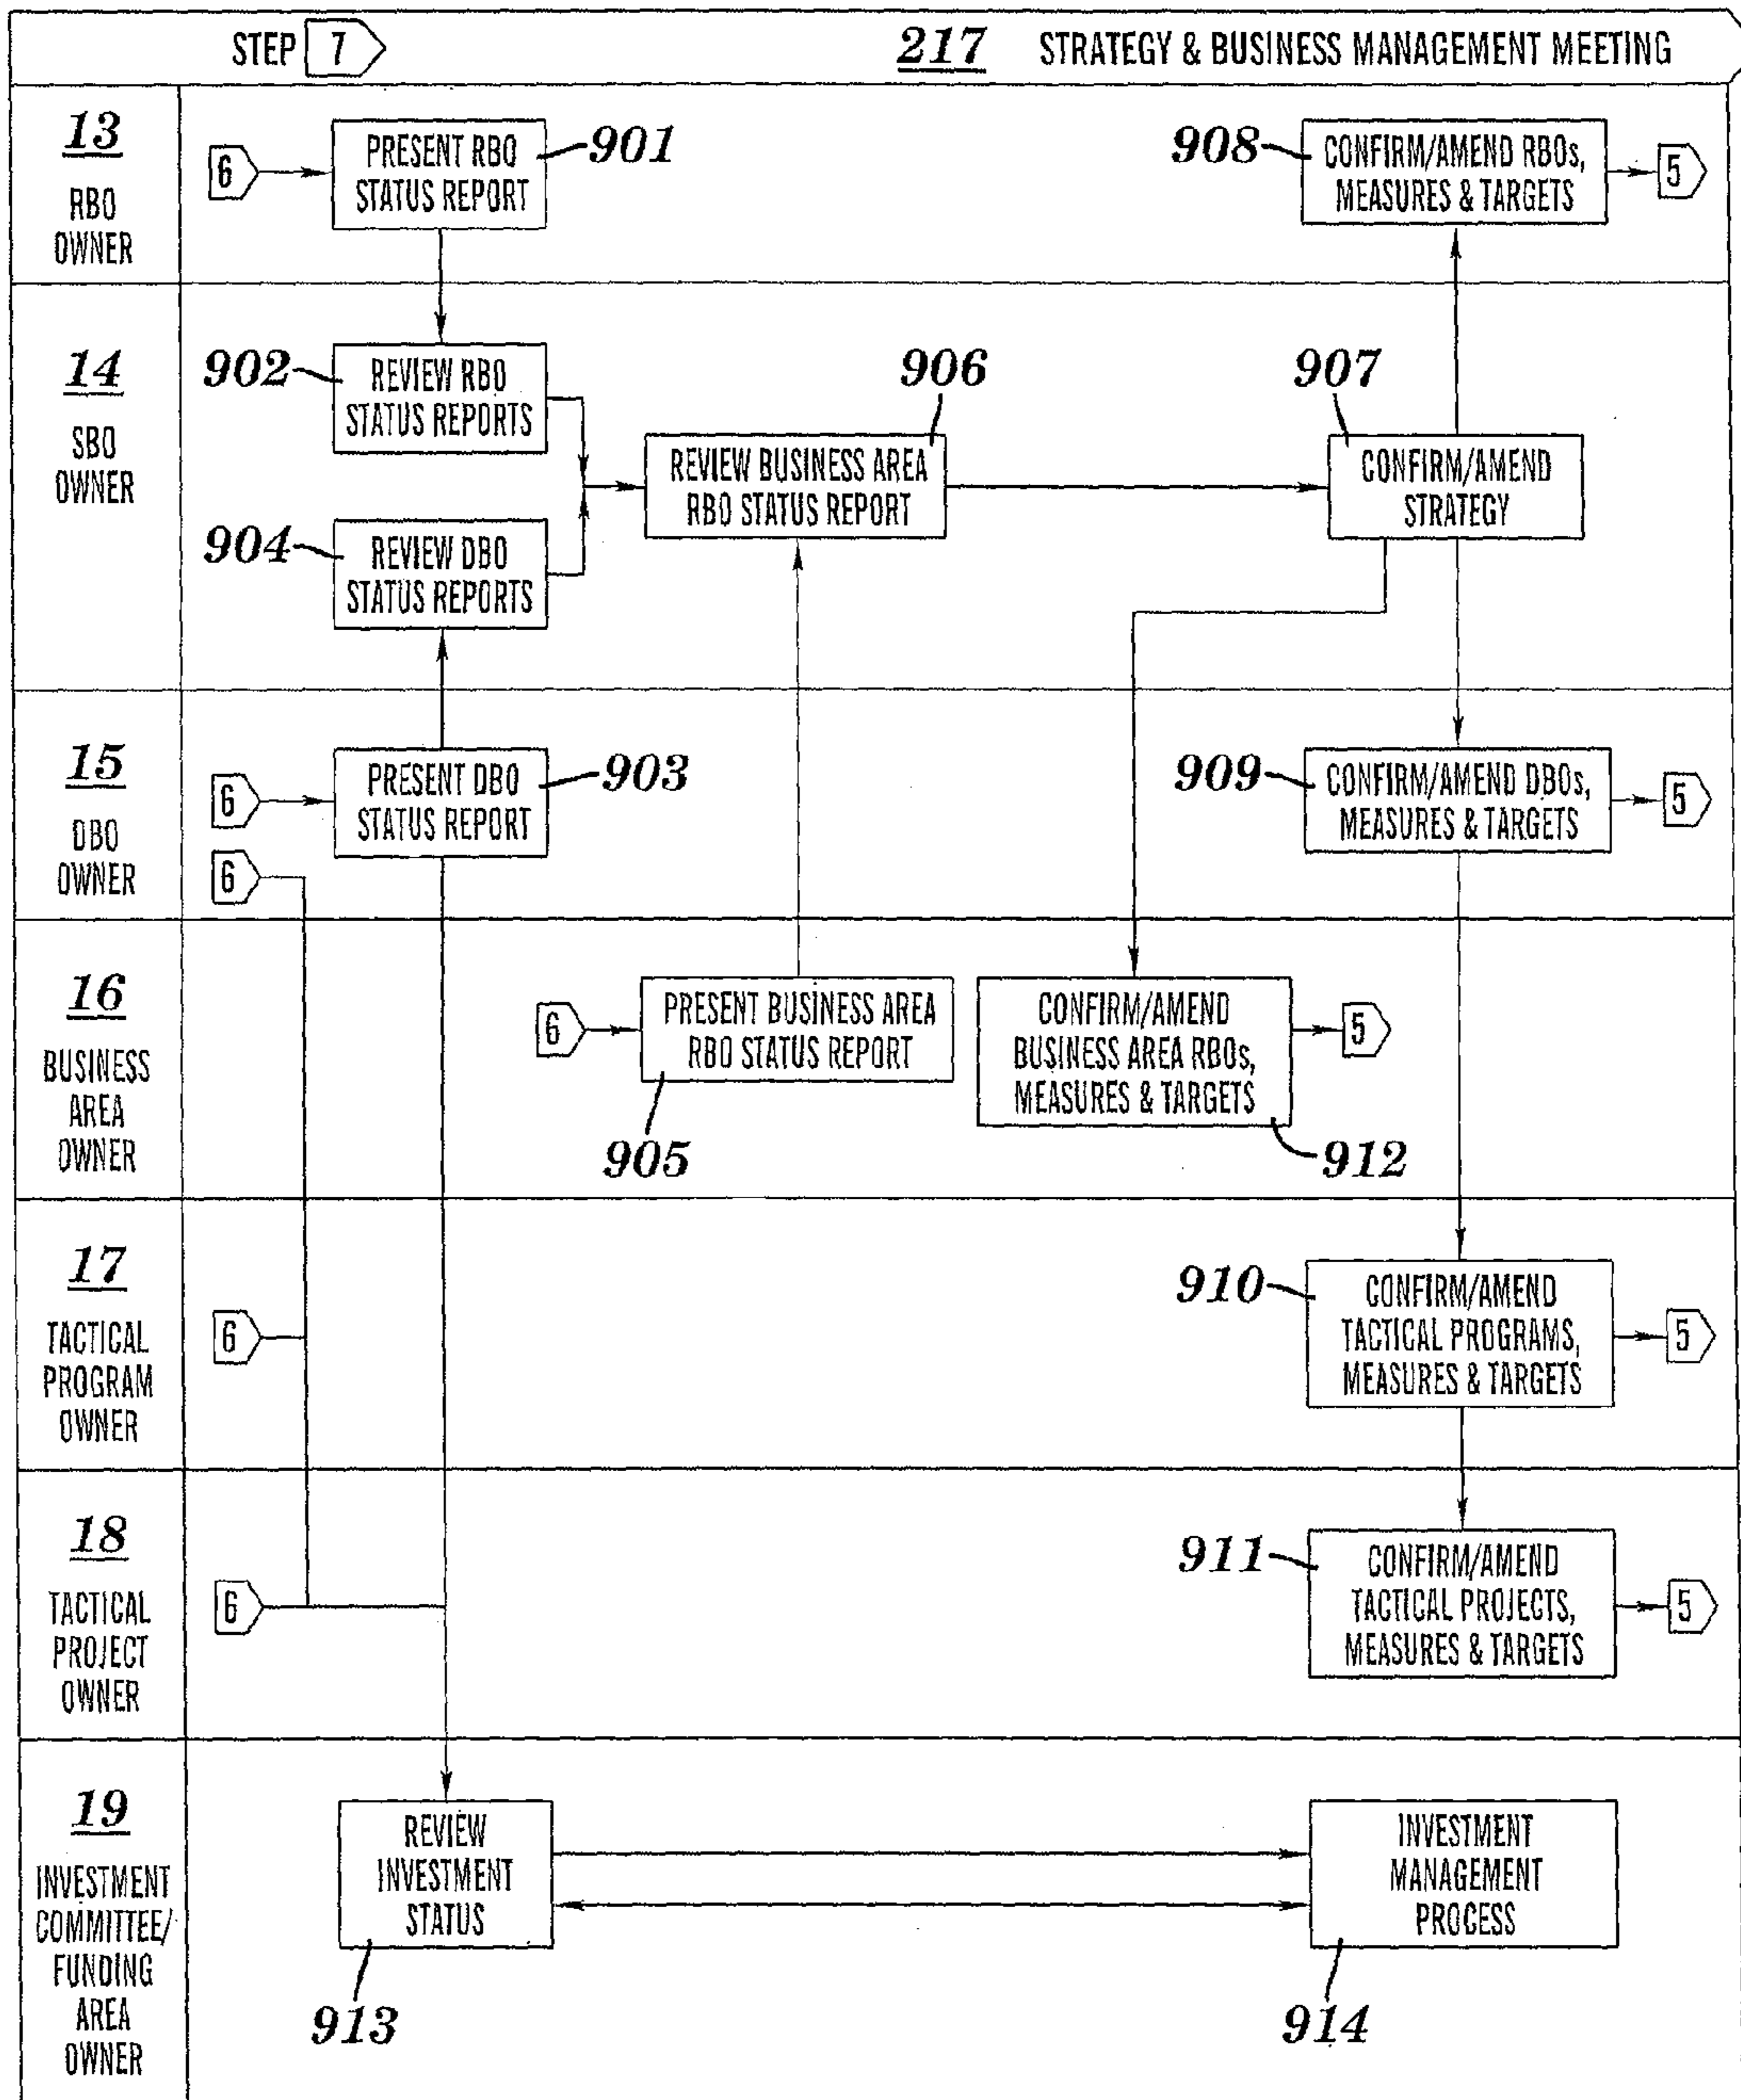 STEP 7
217 STRATEGY & BUSINESS MANAGEMENT MEETING
13
RBO
OWNER
6
PRESENT RBO
STATUS REPORT
901
908
CONFIRM/AMEND RBOs,
MEASURES & TARGETS
5
14
SBO
OWNER
902
REVIEW RBO
STATUS REPORTS
904
REVIEW DBO
STATUS REPORTS
906
REVIEW BUSINESS AREA
RBO STATUS REPORT
907
CONFIRM/AMEND
STRATEGY
15
DBO
OWNER
6
PRESENT DBO
STATUS REPORT
903
6
909
CONFIRM/AMEND DBOs,
MEASURES & TARGETS
5
16
BUSINESS
AREA
OWNER
6
PRESENT BUSINESS AREA
RBO STATUS REPORT
905
CONFIRM/AMEND
BUSINESS AREA RBOs,
MEASURES & TARGETS
912
5
17
TACTICAL
PROGRAM
OWNER
6
910
CONFIRM/AMEND
TACTICAL PROGRAMS,
MEASURES & TARGETS
5
18
TACTICAL
PROJECT
OWNER
6
911
CONFIRM/AMEND
TACTICAL PROJECTS,
MEASURES & TARGETS
5
19
INVESTMENT
COMMITTEE/
FUNDING
AREA
OWNER
REVIEW
INVESTMENT
STATUS
913
INVESTMENT
MANAGEMENT
PROCESS
914